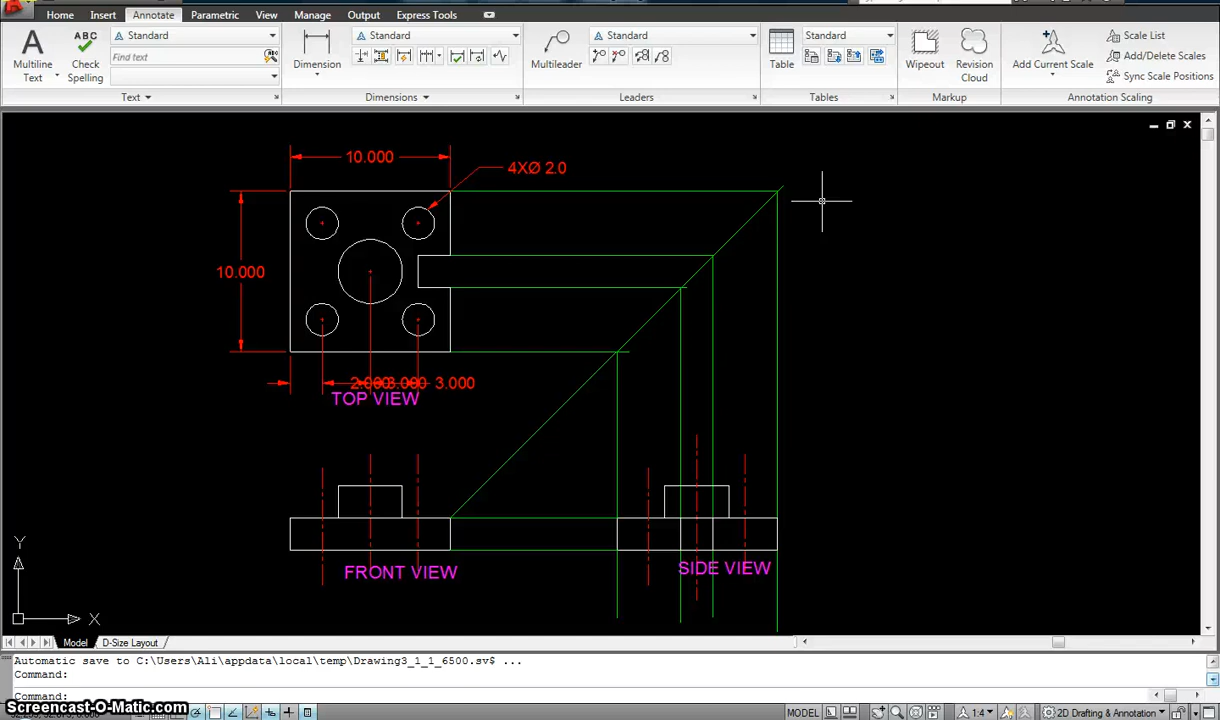 Home Insert Annotate Parametric View Manage Output Express Tools
Multiline Text
ABC Check Spelling
Standard
Find text
Text
Dimension
Standard
Dimensions
Multileader
Standard
Leaders
Table
Standard
Tables
Wipeout
Revision Cloud
Markup
Add Current Scale
Scale List
Add/Delete Scales
Sync Scale Positions
Annotation Scaling
10.000
4XØ 2.0
10.000
3.000
TOP VIEW
FRONT VIEW
SIDE VIEW
Y
X
Model D-Size Layout
Automatic save to C:\Users\Ali\appdata\local\temp\Drawing3_1_1_6500.sv$ ...
Command:
Command:
Screencast-O-Matic.com
MODEL 1:4 2D Drafting & Annotation